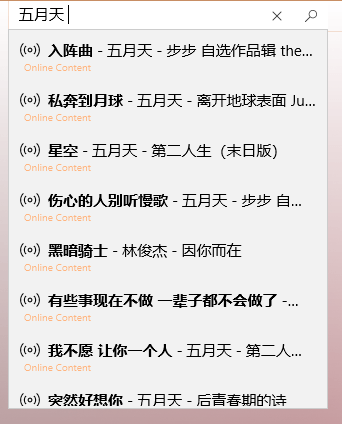 五月天
入阵曲 - 五月天 - 步步 自选作品辑 the...
Online Content
私奔到月球 - 五月天 - 离开地球表面 Ju...
Online Content
星空 - 五月天 - 第二人生（末日版）
Online Content
伤心的人别听慢歌 - 五月天 - 步步 自...
Online Content
黑暗骑士 - 林俊杰 - 因你而在
Online Content
有些事现在不做 一辈子都不会做了 -...
Online Content
我不愿 让你一个人 - 五月天 - 第二人...
Online Content
突然好想你 - 五月天 - 后青春期的诗